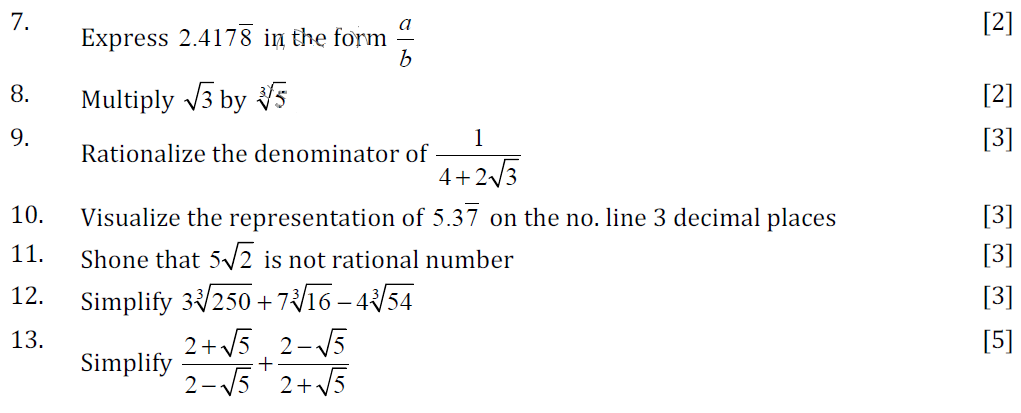 7. Express 2.4178̅ in the form a/b [2]
8. Multiply √3 by ∛5 [2]
9. Rationalize the denominator of 1/(4+2√3) [3]
10. Visualize the representation of 5.37̅ on the no. line 3 decimal places [3]
11. Shone that 5√2 is not rational number [3]
12. Simplify 3∛250 + 7∛16 − 4∛54 [3]
13. Simplify (2+√5)/(2−√5) + (2−√5)/(2+√5) [5]